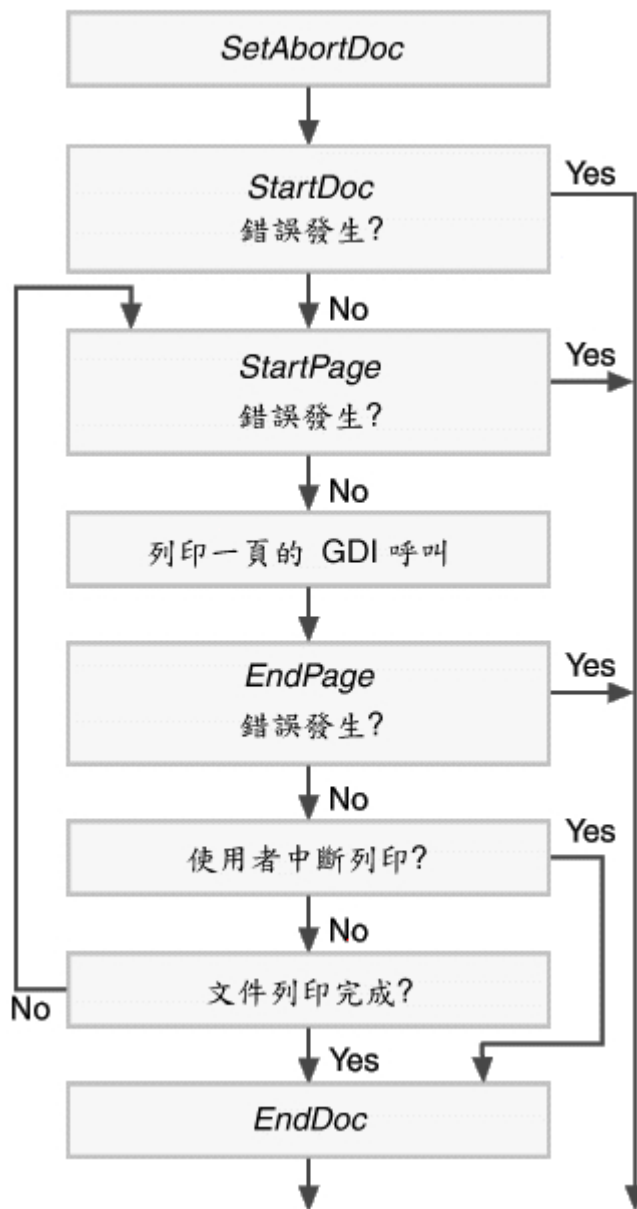 SetAbortDoc
StartDoc
錯誤發生?
Yes
No
StartPage
錯誤發生?
Yes
No
列印一頁的 GDI 呼叫
EndPage
錯誤發生?
Yes
No
使用者中斷列印?
Yes
No
文件列印完成?
No
Yes
EndDoc